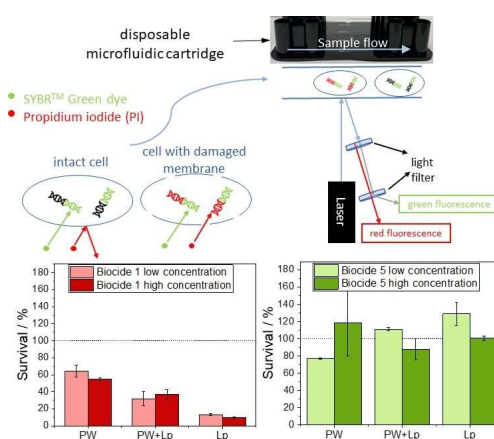 disposable
microfluidic cartridge
Sample flow
SYBR™ Green dye
Propidium iodide (PI)
intact cell
cell with damaged
membrane
Laser
light
filter
green fluorescence
red fluorescence
Survival / %
180
160
140
120
100
80
60
40
20
0
Biocide 1 low concentration
Biocide 1 high concentration
PW
PW+Lp
Lp
Survival / %
180
160
140
120
100
80
60
40
20
0
Biocide 5 low concentration
Biocide 5 high concentration
PW
PW+Lp
Lp